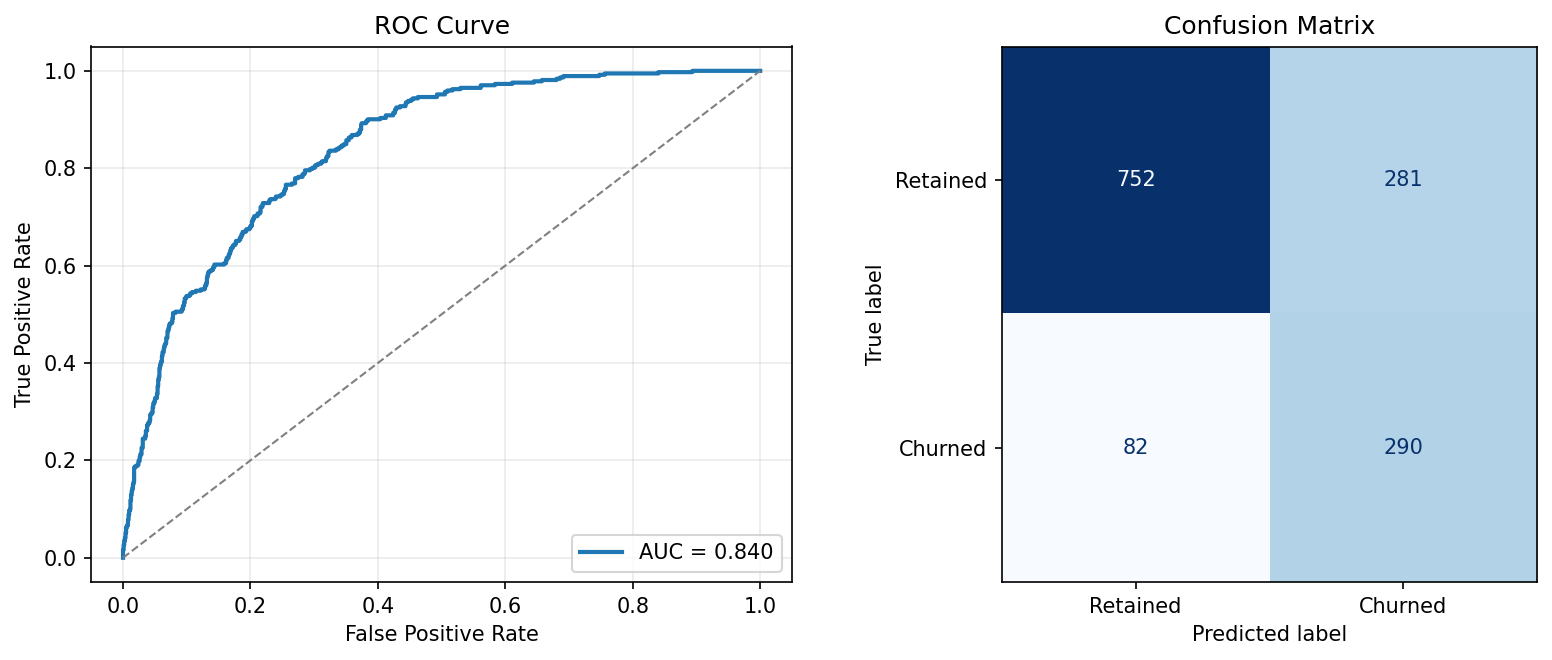 ROC Curve
1.0
0.8
0.6
0.4
0.2
0.0
True Positive Rate
0.0 0.2 0.4 0.6 0.8 1.0
False Positive Rate
AUC = 0.840
Confusion Matrix
True label
Retained 752 281
Churned 82 290
Retained Churned
Predicted label